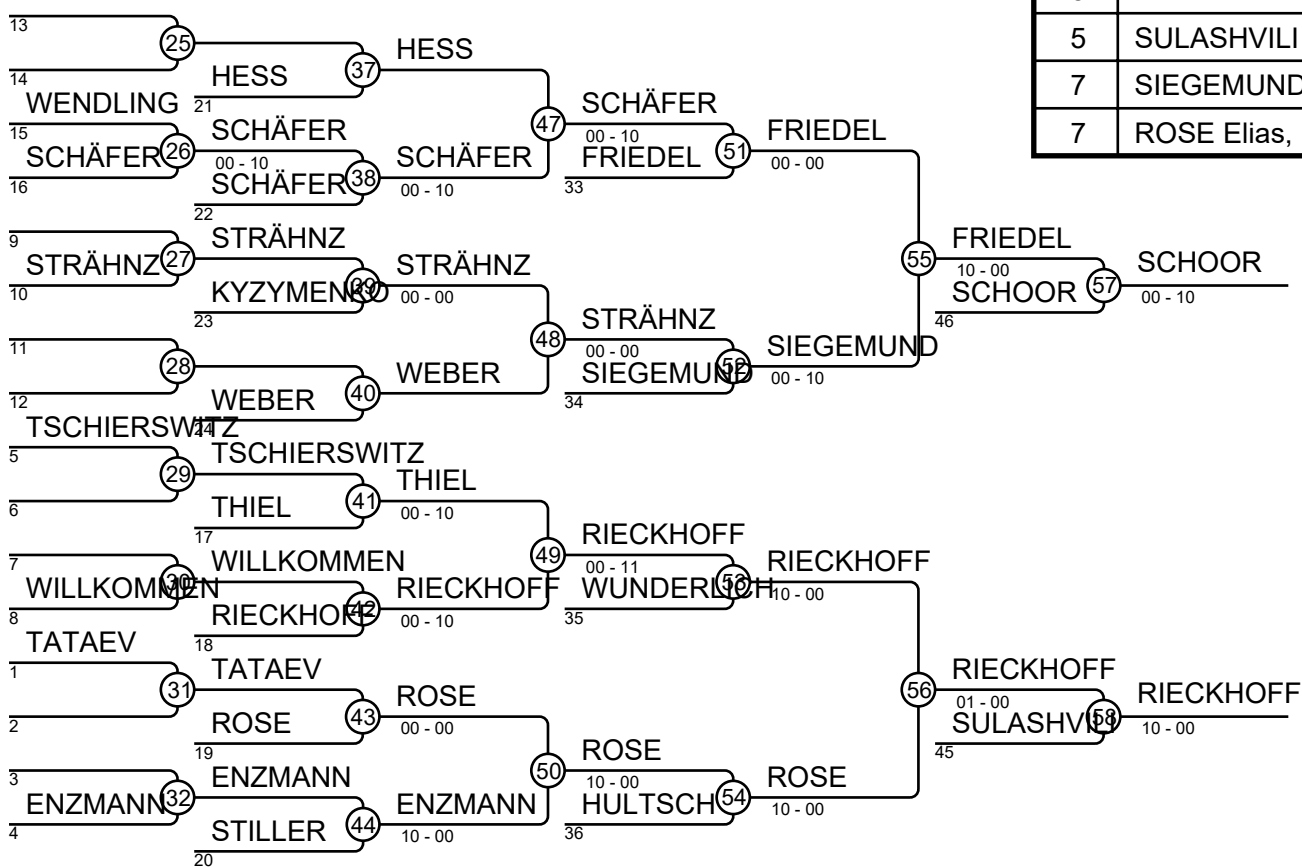 5 SULASHVILI
7 SIEGEMUND
7 ROSE Elias,
13
25
14
HESS
21
37
HESS
WENDLING
15
SCHÄFER
16
26
SCHÄFER
00 - 10
SCHÄFER
22
38
SCHÄFER
00 - 10
47
SCHÄFER
00 - 10
FRIEDEL
33
51
FRIEDEL
00 - 00
9
STRÄHNZ
10
27
STRÄHNZ
KYZYMENKO
23
39
STRÄHNZ
00 - 00
11
12
28
WEBER
24
40
WEBER
48
STRÄHNZ
00 - 00
SIEGEMUND
34
52
SIEGEMUND
00 - 10
55
FRIEDEL
10 - 00
SCHOOR
46
57
SCHOOR
00 - 10
TSCHIERSWITZ
5
6
29
TSCHIERSWITZ
THIEL
17
41
THIEL
00 - 10
7
WILLKOMMEN
8
30
WILLKOMMEN
RIECKHOFF
18
42
RIECKHOFF
00 - 10
49
RIECKHOFF
00 - 11
WUNDERLICH
35
53
RIECKHOFF
10 - 00
TATAEV
1
2
31
TATAEV
ROSE
19
43
ROSE
00 - 00
3
ENZMANN
4
32
ENZMANN
STILLER
20
44
ENZMANN
10 - 00
50
ROSE
10 - 00
HULTSCH
36
54
ROSE
10 - 00
56
RIECKHOFF
01 - 00
SULASHVILI
45
58
RIECKHOFF
10 - 00